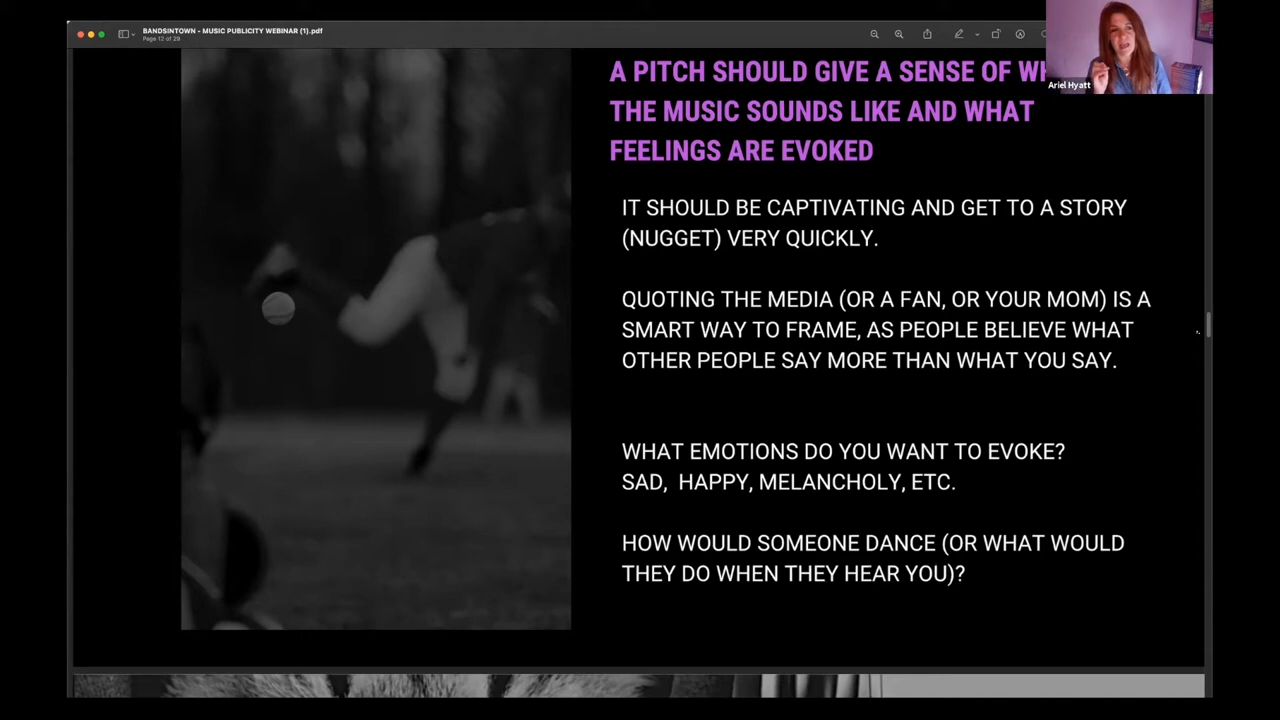 BANDSINTOWN - MUSIC PUBLICITY WEBINAR (1).pdf
Page 12 of 29
Ariel Hyatt
A PITCH SHOULD GIVE A SENSE OF
THE MUSIC SOUNDS LIKE AND WHAT
FEELINGS ARE EVOKED
IT SHOULD BE CAPTIVATING AND GET TO A STORY
(NUGGET) VERY QUICKLY.
QUOTING THE MEDIA (OR A FAN, OR YOUR MOM) IS A
SMART WAY TO FRAME, AS PEOPLE BELIEVE WHAT
OTHER PEOPLE SAY MORE THAN WHAT YOU SAY.
WHAT EMOTIONS DO YOU WANT TO EVOKE?
SAD, HAPPY, MELANCHOLY, ETC.
HOW WOULD SOMEONE DANCE (OR WHAT WOULD
THEY DO WHEN THEY HEAR YOU)?